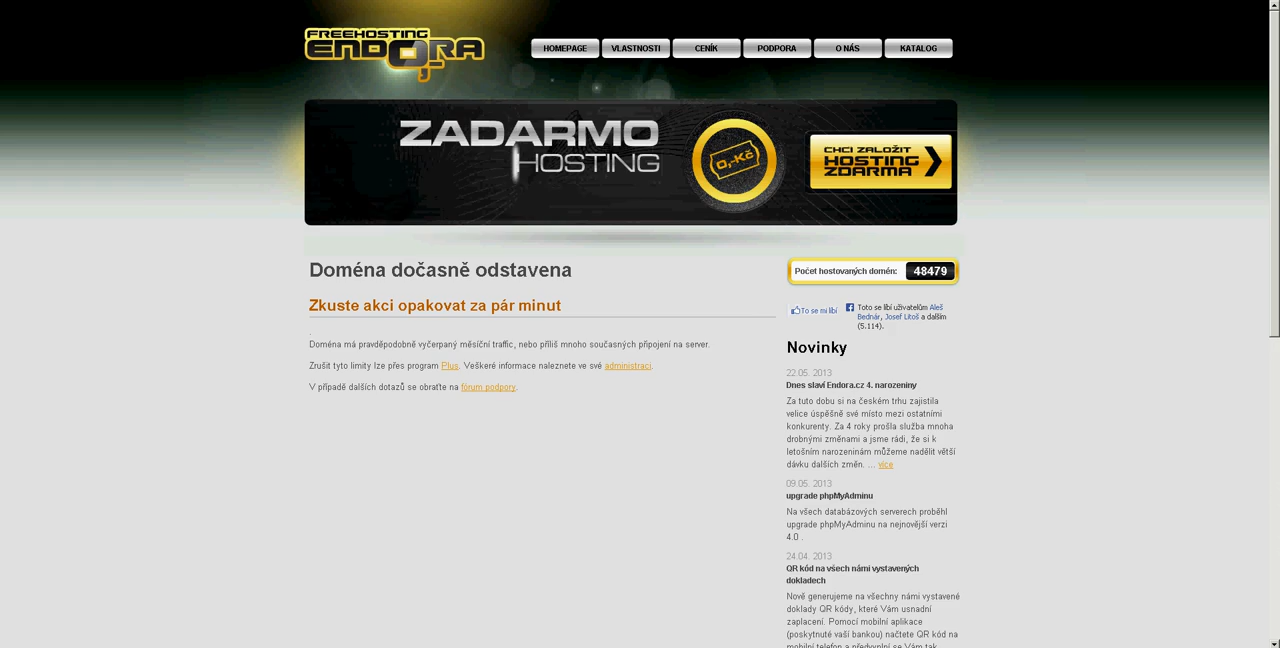 FREEHOSTING
ENDORA
HOMEPAGE
VLASTNOSTI
CENÍK
PODPORA
O NÁS
KATALOG
ZADARMO
HOSTING
0,-Kč
CHCI ZALOŽIT
HOSTING
ZDARMA
Doména dočasně odstavena
Zkuste akci opakovat za pár minut
.
Doména má pravděpodobně vyčerpaný měsíční traffic, nebo příliš mnoho současných připojení na server.
Zrušit tyto limity lze přes program Plus. Veškeré informace naleznete ve své administraci.
V případě dalších dotazů se obraťte na fórum podpory.
Počet hostovaných domén: 48479
To se mi líbí
Toto se líbí uživatelům Aleš
Bednár, Josef Litoš a dalším
(5.114).
Novinky
22.05. 2013
Dnes slaví Endora.cz 4. narozeniny
Za tuto dobu si na českém trhu zajistila
velice úspěšně své místo mezi ostatními
konkurenty. Za 4 roky prošla služba mnoha
drobnými změnami a jsme rádi, že si k
letošním narozeninám můžeme nadělit větší
dávku dalších změn. ... více
09.05. 2013
upgrade phpMyAdminu
Na všech databázových serverech proběhl
upgrade phpMyAdminu na nejnovější verzi
4.0 .
24.04. 2013
QR kód na všech námi vystavených
dokladech
Nově generujeme na všechny námi vystavené
doklady QR kódy, které Vám usnadní
zaplacení. Pomocí mobilní aplikace
(poskytnuté vaší bankou) načtete QR kód na
mobilní telefon a předvyplní se Vám tak